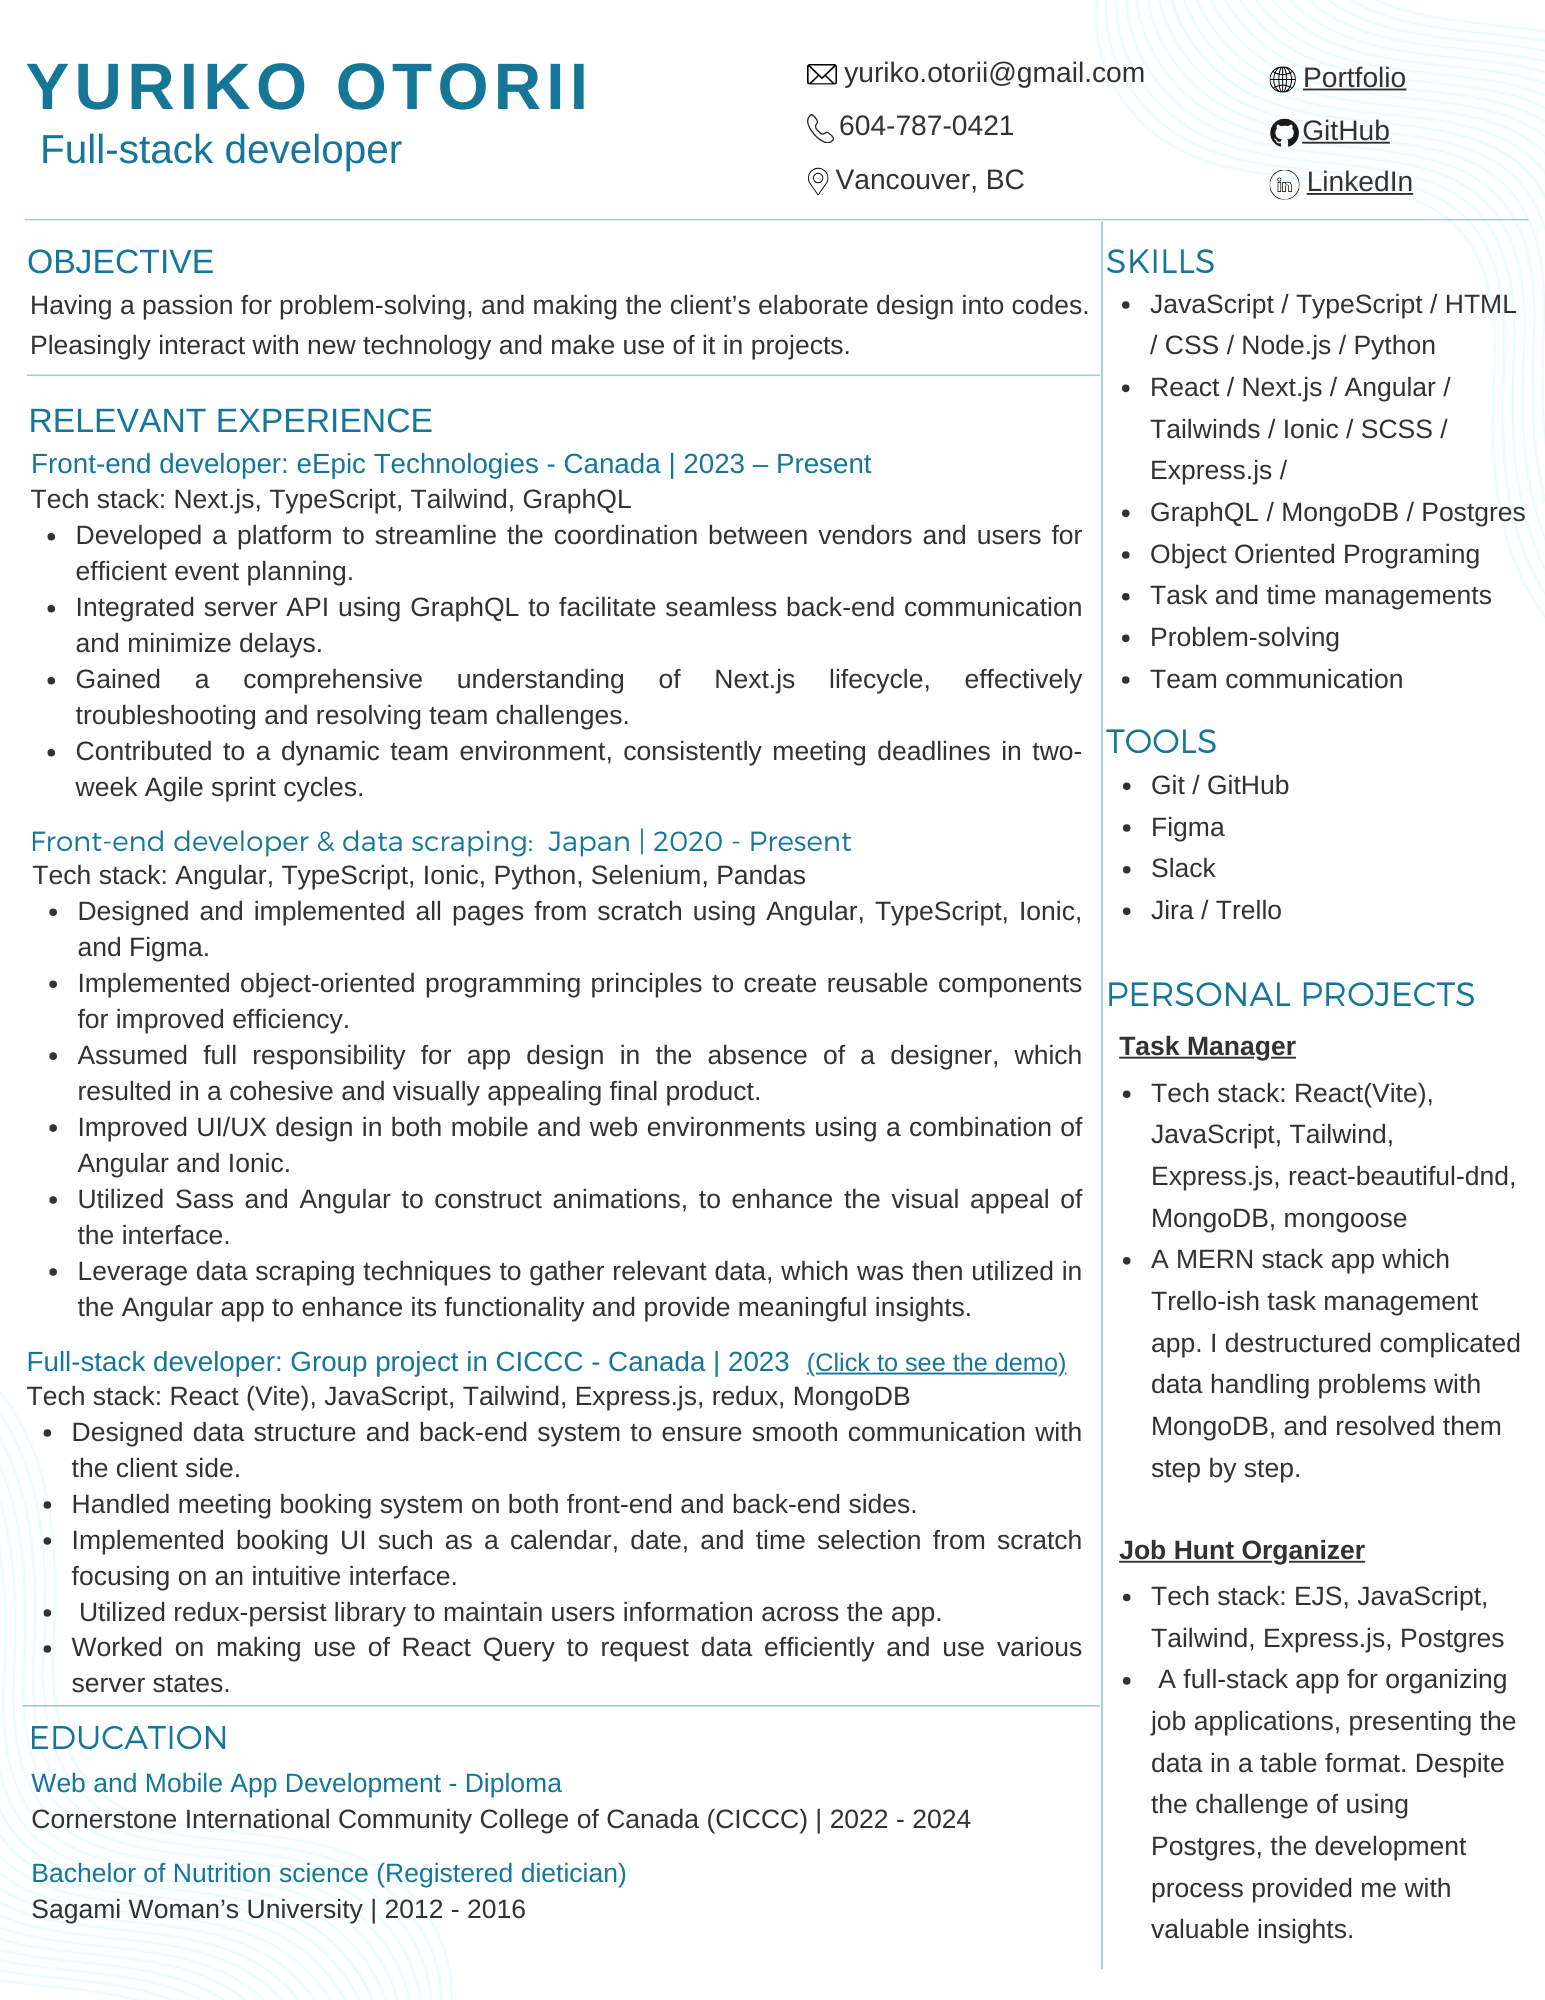 YURIKO OTORII
Full-stack developer
yuriko.otorii@gmail.com
604-787-0421
Vancouver, BC
Portfolio
GitHub
LinkedIn
OBJECTIVE
Having a passion for problem-solving, and making the client’s elaborate design into codes.
Pleasingly interact with new technology and make use of it in projects.
RELEVANT EXPERIENCE
Front-end developer: eEpic Technologies - Canada | 2023 – Present
Tech stack: Next.js, TypeScript, Tailwind, GraphQL
• Developed a platform to streamline the coordination between vendors and users for
efficient event planning.
• Integrated server API using GraphQL to facilitate seamless back-end communication
and minimize delays.
• Gained a comprehensive understanding of Next.js lifecycle, effectively
troubleshooting and resolving team challenges.
• Contributed to a dynamic team environment, consistently meeting deadlines in two-
week Agile sprint cycles.
Front-end developer & data scraping: Japan | 2020 - Present
Tech stack: Angular, TypeScript, Ionic, Python, Selenium, Pandas
• Designed and implemented all pages from scratch using Angular, TypeScript, Ionic,
and Figma.
• Implemented object-oriented programming principles to create reusable components
for improved efficiency.
• Assumed full responsibility for app design in the absence of a designer, which
resulted in a cohesive and visually appealing final product.
• Improved UI/UX design in both mobile and web environments using a combination of
Angular and Ionic.
• Utilized Sass and Angular to construct animations, to enhance the visual appeal of
the interface.
• Leverage data scraping techniques to gather relevant data, which was then utilized in
the Angular app to enhance its functionality and provide meaningful insights.
Full-stack developer: Group project in CICCC - Canada | 2023 (Click to see the demo)
Tech stack: React (Vite), JavaScript, Tailwind, Express.js, redux, MongoDB
• Designed data structure and back-end system to ensure smooth communication with
the client side.
• Handled meeting booking system on both front-end and back-end sides.
• Implemented booking UI such as a calendar, date, and time selection from scratch
focusing on an intuitive interface.
• Utilized redux-persist library to maintain users information across the app.
• Worked on making use of React Query to request data efficiently and use various
server states.
EDUCATION
Web and Mobile App Development - Diploma
Cornerstone International Community College of Canada (CICCC) | 2022 - 2024
Bachelor of Nutrition science (Registered dietician)
Sagami Woman’s University | 2012 - 2016
SKILLS
• JavaScript / TypeScript / HTML
/ CSS / Node.js / Python
• React / Next.js / Angular /
Tailwinds / Ionic / SCSS /
Express.js /
• GraphQL / MongoDB / Postgres
• Object Oriented Programing
• Task and time managements
• Problem-solving
• Team communication
TOOLS
• Git / GitHub
• Figma
• Slack
• Jira / Trello
PERSONAL PROJECTS
Task Manager
• Tech stack: React(Vite),
JavaScript, Tailwind,
Express.js, react-beautiful-dnd,
MongoDB, mongoose
• A MERN stack app which
Trello-ish task management
app. I destructured complicated
data handling problems with
MongoDB, and resolved them
step by step.
Job Hunt Organizer
• Tech stack: EJS, JavaScript,
Tailwind, Express.js, Postgres
• A full-stack app for organizing
job applications, presenting the
data in a table format. Despite
the challenge of using
Postgres, the development
process provided me with
valuable insights.